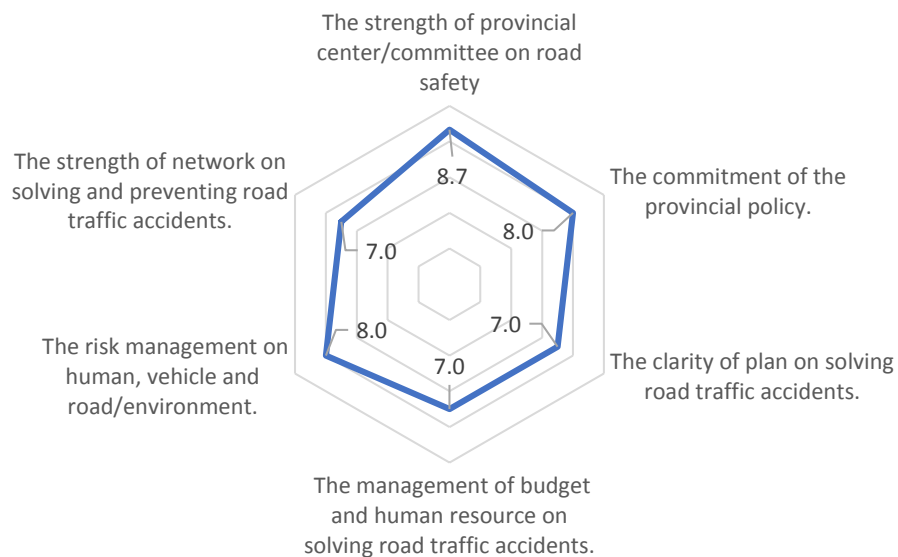 The strength of provincial
center/committee on road
safety
The strength of network on
solving and preventing road
traffic accidents.
8.7
The commitment of the
provincial policy.
8.0
7.0
The risk management on
human, vehicle and
road/environment.
8.0
7.0
7.0
The clarity of plan on solving
road traffic accidents.
The management of budget
and human resource on
solving road traffic accidents.